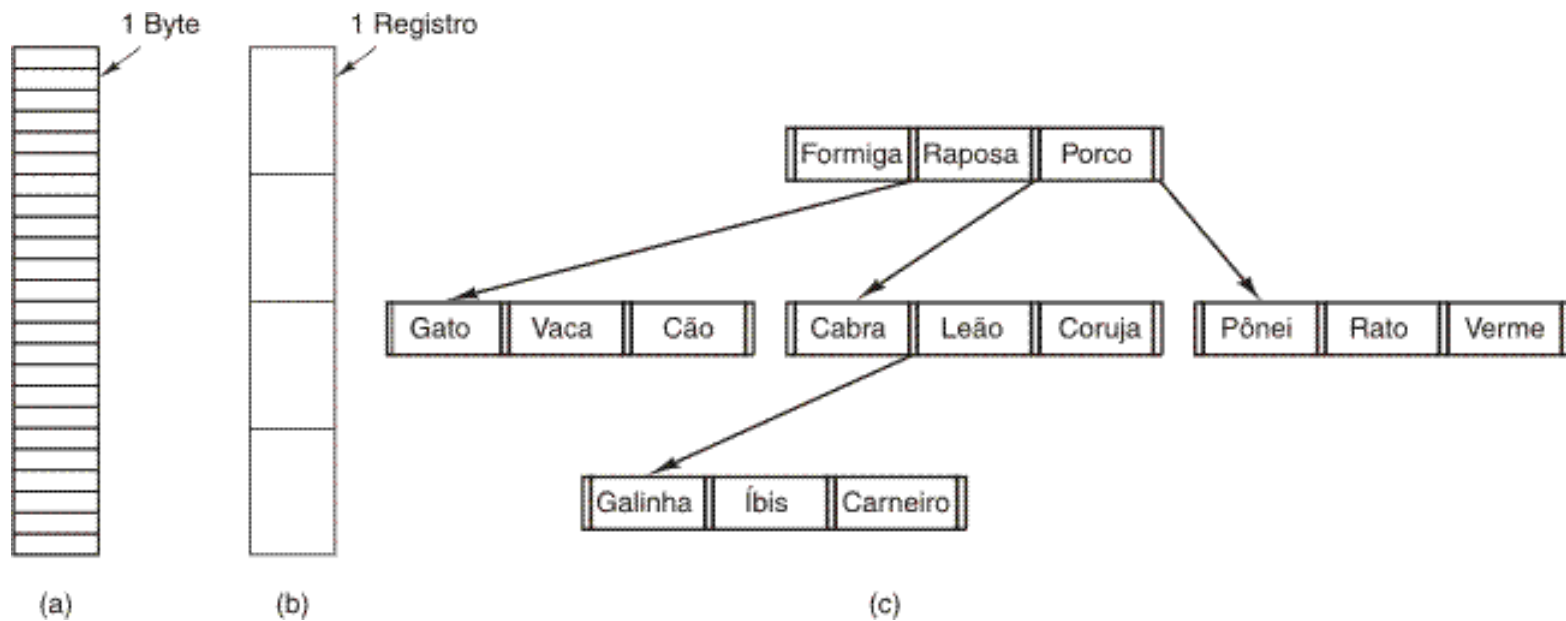 1 Byte
1 Registro
Formiga Raposa Porco
Gato Vaca Cão Cabra Leão Coruja Pônei Rato Verme
Galinha Íbis Carneiro
(a) (b) (c)